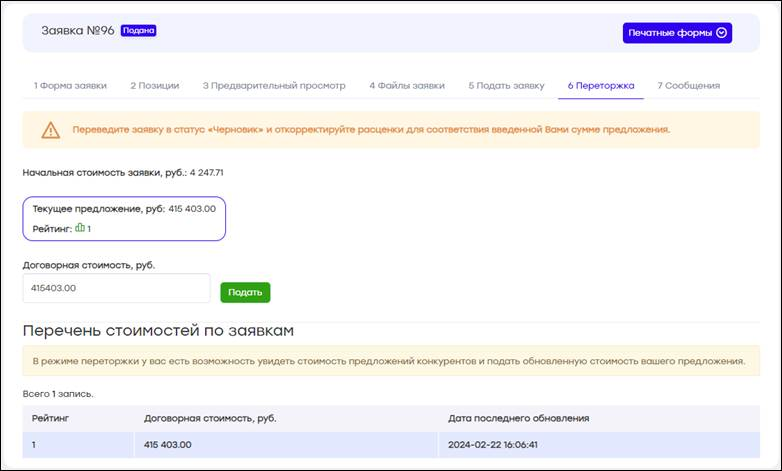 Заявка №96 Подана
Печатные формы
1 Форма заявки 2 Позиции 3 Предварительный просмотр 4 Файлы заявки 5 Подать заявку 6 Переторжка 7 Сообщения
Переведите заявку в статус «Черновик» и откорректируйте расценки для соответствия введенной Вами сумме предложения.
Начальная стоимость заявки, руб.: 4 247.71
Текущее предложение, руб: 415 403.00
Рейтинг: 1
Договорная стоимость, руб.
415403.00 Подать
Перечень стоимостей по заявкам
В режиме переторжки у вас есть возможность увидеть стоимость предложений конкурентов и подать обновленную стоимость вашего предложения.
Всего 1 запись.
Рейтинг Договорная стоимость, руб. Дата последнего обновления
1 415 403.00 2024-02-22 16:06:41